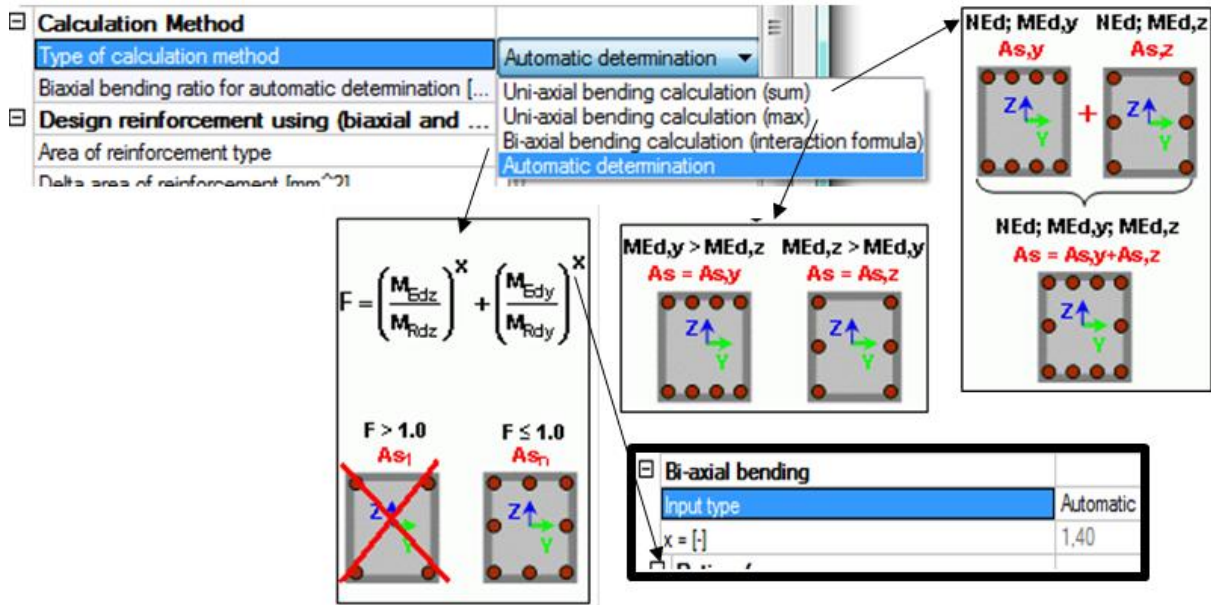 Calculation Method
Type of calculation method
Automatic determination
Biaxial bending ratio for automatic determination [...
Uni-axial bending calculation (sum)
Uni-axial bending calculation (max)
Design reinforcement using (biaxial and ...
Bi-axial bending calculation (interaction formula)
Area of reinforcement type
Automatic determination
Delta area of reinforcement [mm^2]
NEd; MEd,y NEd; MEd,z
As,y As,z
Z Y + Z Y
NEd; MEd,y; MEd,z
As = As,y+As,z
Z Y
MEd,y > MEd,z MEd,z > MEd,y
As = As,y As = As,z
Z Y Z Y
F = (MEdz / MRdz)^x + (MEdy / MRdy)^x
F > 1.0 F ≤ 1.0
As1 Asn
Z Y Z Y
Bi-axial bending
Input type Automatic
x = [-] 1,40